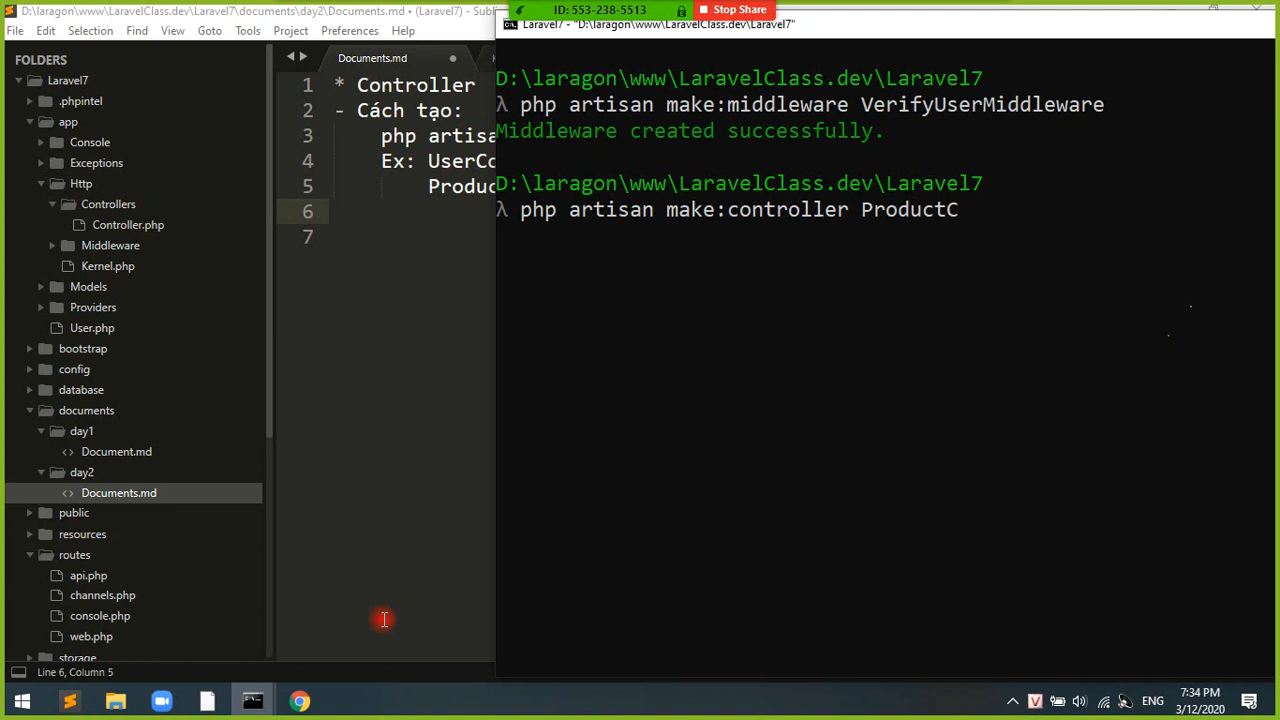 D:\laragon\www\LaravelClass.dev\Laravel7\documents\day2\Documents.md • (Laravel7) - Subl
ID: 553-238-5513
Stop Share
Laravel7 - "D:\laragon\www\LaravelClass.dev\Laravel7"
File Edit Selection Find View Goto Tools Project Preferences Help
FOLDERS
Laravel7
.phpintel
app
Console
Exceptions
Http
Controllers
Controller.php
Middleware
Kernel.php
Models
Providers
User.php
bootstrap
config
database
documents
day1
Document.md
day2
Documents.md
public
resources
routes
api.php
channels.php
console.php
web.php
storage
Documents.md
1 * Controller
2 - Cách tạo:
3 php artisa
4 Ex: UserCo
5 Produc
6
7
D:\laragon\www\LaravelClass.dev\Laravel7
λ php artisan make:middleware VerifyUserMiddleware
Middleware created successfully.
D:\laragon\www\LaravelClass.dev\Laravel7
λ php artisan make:controller ProductC
Line 6, Column 5
ENG
7:34 PM
3/12/2020